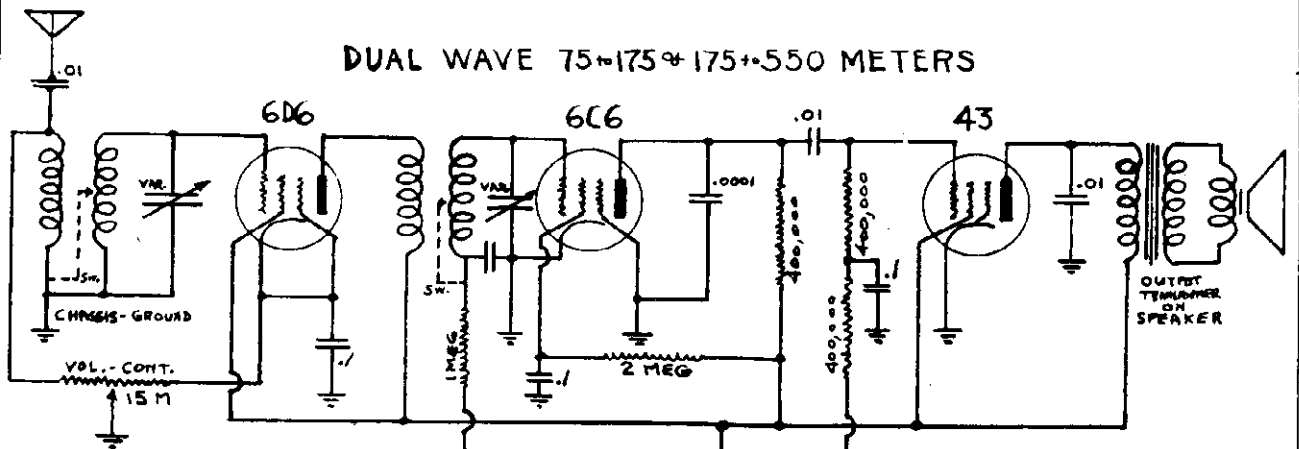 DUAL WAVE 75 to 175 & 175 to 550 METERS
.01
6D6
6C6
.01
43
VAR.
VAR.
.0001
400,000
400,000
.01
SW.
SW.
.1
CHASSIS-GROUND
OUTPUT
ON
SPEAKER
1 MEG
400,000
VOL.-CONT.
.1
.1
2 MEG
15 M